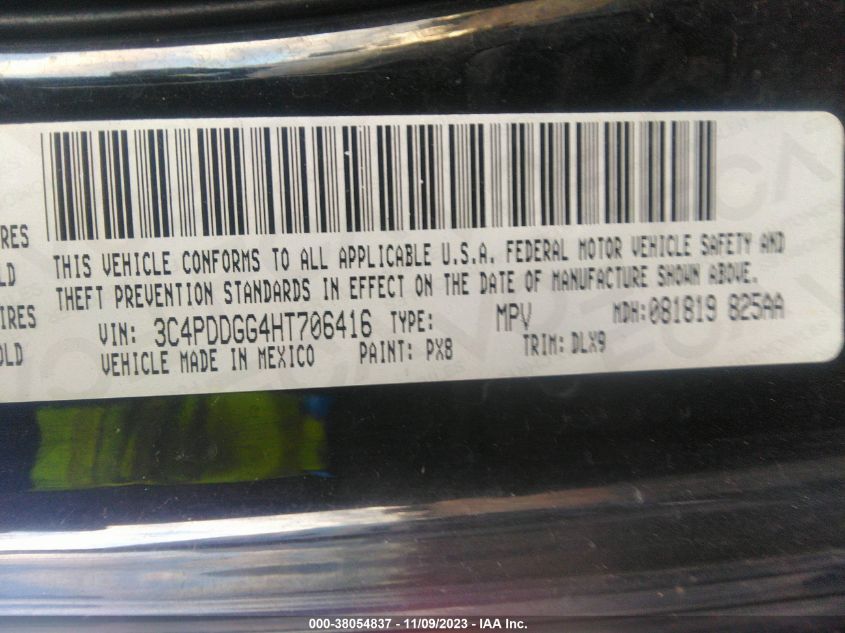 RES
LD
IRES
OLD
THIS VEHICLE CONFORMS TO ALL APPLICABLE U.S.A. FEDERAL MOTOR VEHICLE SAFETY AND
THEFT PREVENTION STANDARDS IN EFFECT ON THE DATE OF MANUFACTURE SHOWN ABOVE.
VIN: 3C4PDDGG4HT706416 TYPE: MPV MDH:081819 825AA
VEHICLE MADE IN MEXICO PAINT: PX8 TRIM: DLX9
000-38054837 - 11/09/2023 - IAA Inc.